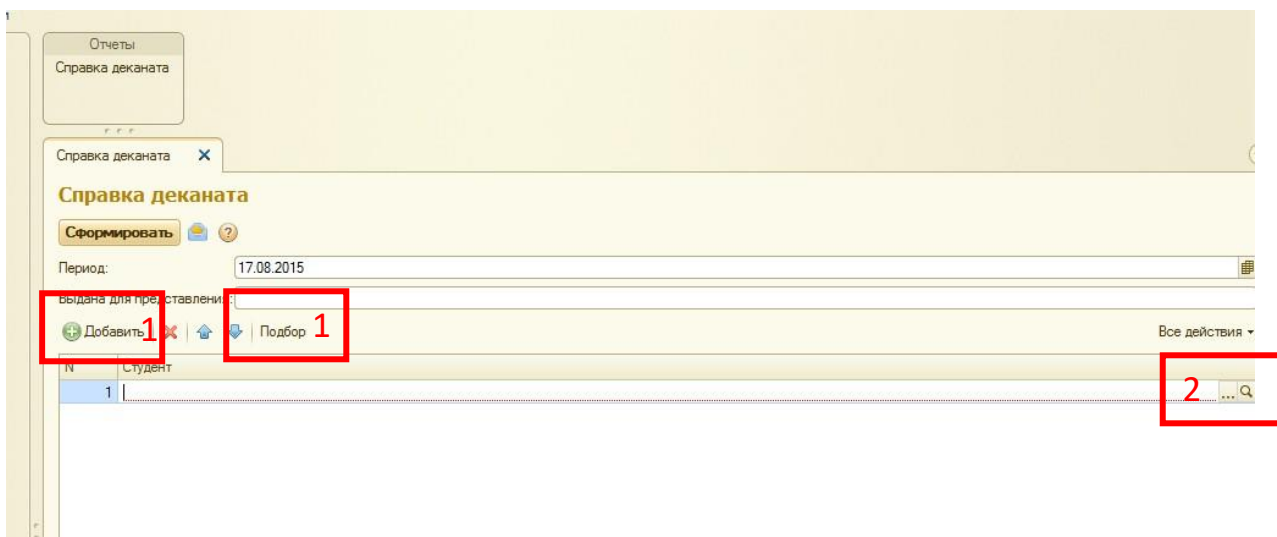 Отчеты
Справка деканата
Справка деканата
Справка деканата
Сформировать
Период: 17.08.2015
Выдана для представления:
Добавить 1 Подбор 1 Все действия
N Студент
1 2 ...